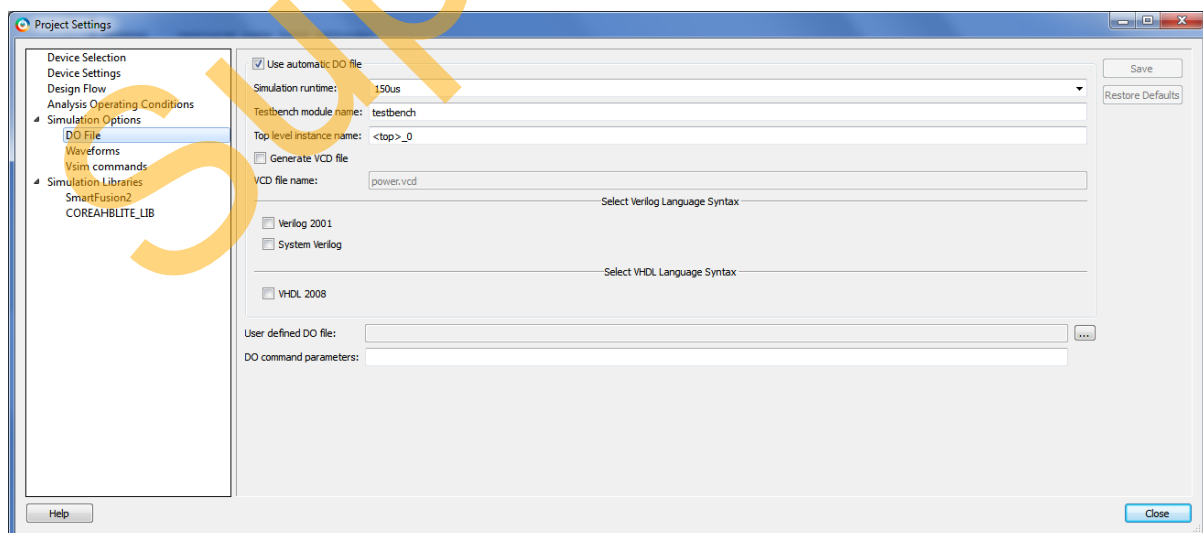 Project Settings
Device Selection
Device Settings
Design Flow
Analysis Operating Conditions
Simulation Options
DO File
Waveforms
Vsim commands
Simulation Libraries
SmartFusion2
COREAHBLITE_LIB
Use automatic DO file
Simulation runtime: 150us
Testbench module name: testbench
Top level instance name: <top>_0
Generate VCD file
VCD file name: power.vcd
Select Verilog Language Syntax
Verilog 2001
System Verilog
Select VHDL Language Syntax
VHDL 2008
User defined DO file: ...
DO command parameters:
Save
Restore Defaults
Help
Close
Sup